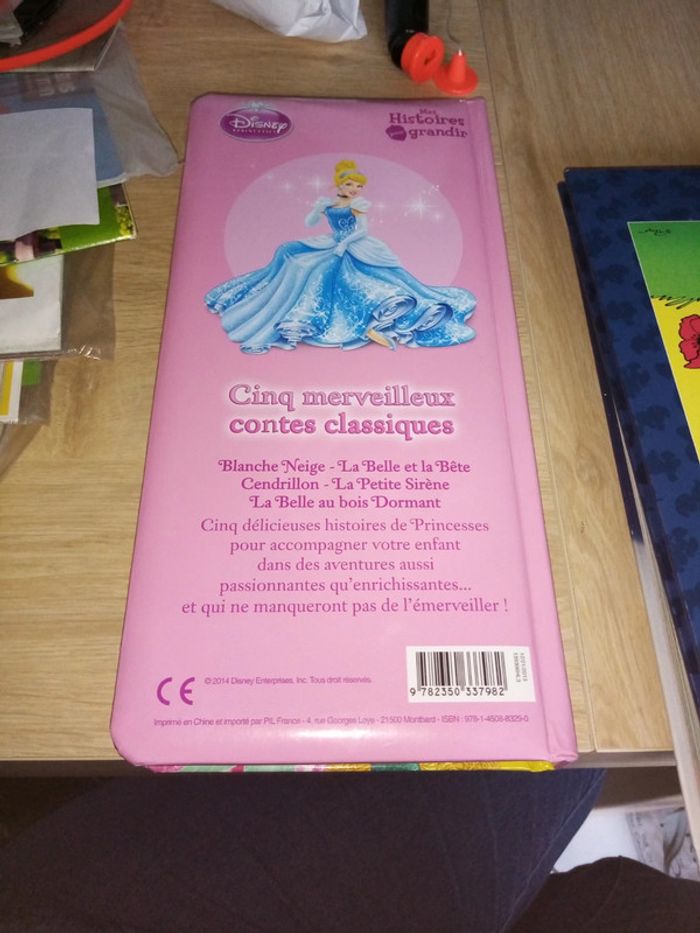 Disney
Mes
Histoires
grandir
Cinq merveilleux
contes classiques
Blanche Neige - La Belle et la Bête
Cendrillon - La Petite Sirène
La Belle au bois Dormant
Cinq délicieuses histoires de Princesses
pour accompagner votre enfant
dans des aventures aussi
passionnantes qu'enrichissantes...
et qui ne manqueront pas de l'émerveiller !
CE
© 2014 Disney Enterprises, Inc. Tous droit réservés.
9 782350 337982
Imprimé en Chine et importé par PIL France - 4, rue Georges Loye - 21500 Montbard - ISBN : 978-1-4508-8329-0